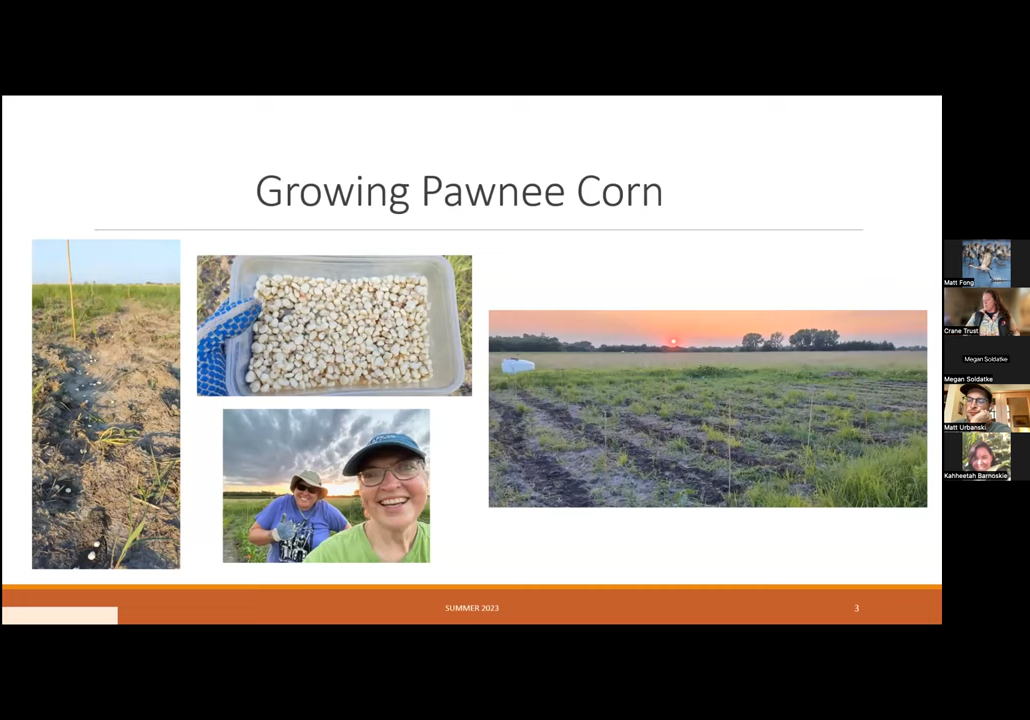 Growing Pawnee Corn
SUMMER 2023
3
Matt Fong
Crane Trust
Megan Soldatke
Megan Soldatke
Matt Urbanski
Kahheetah Barnoskie